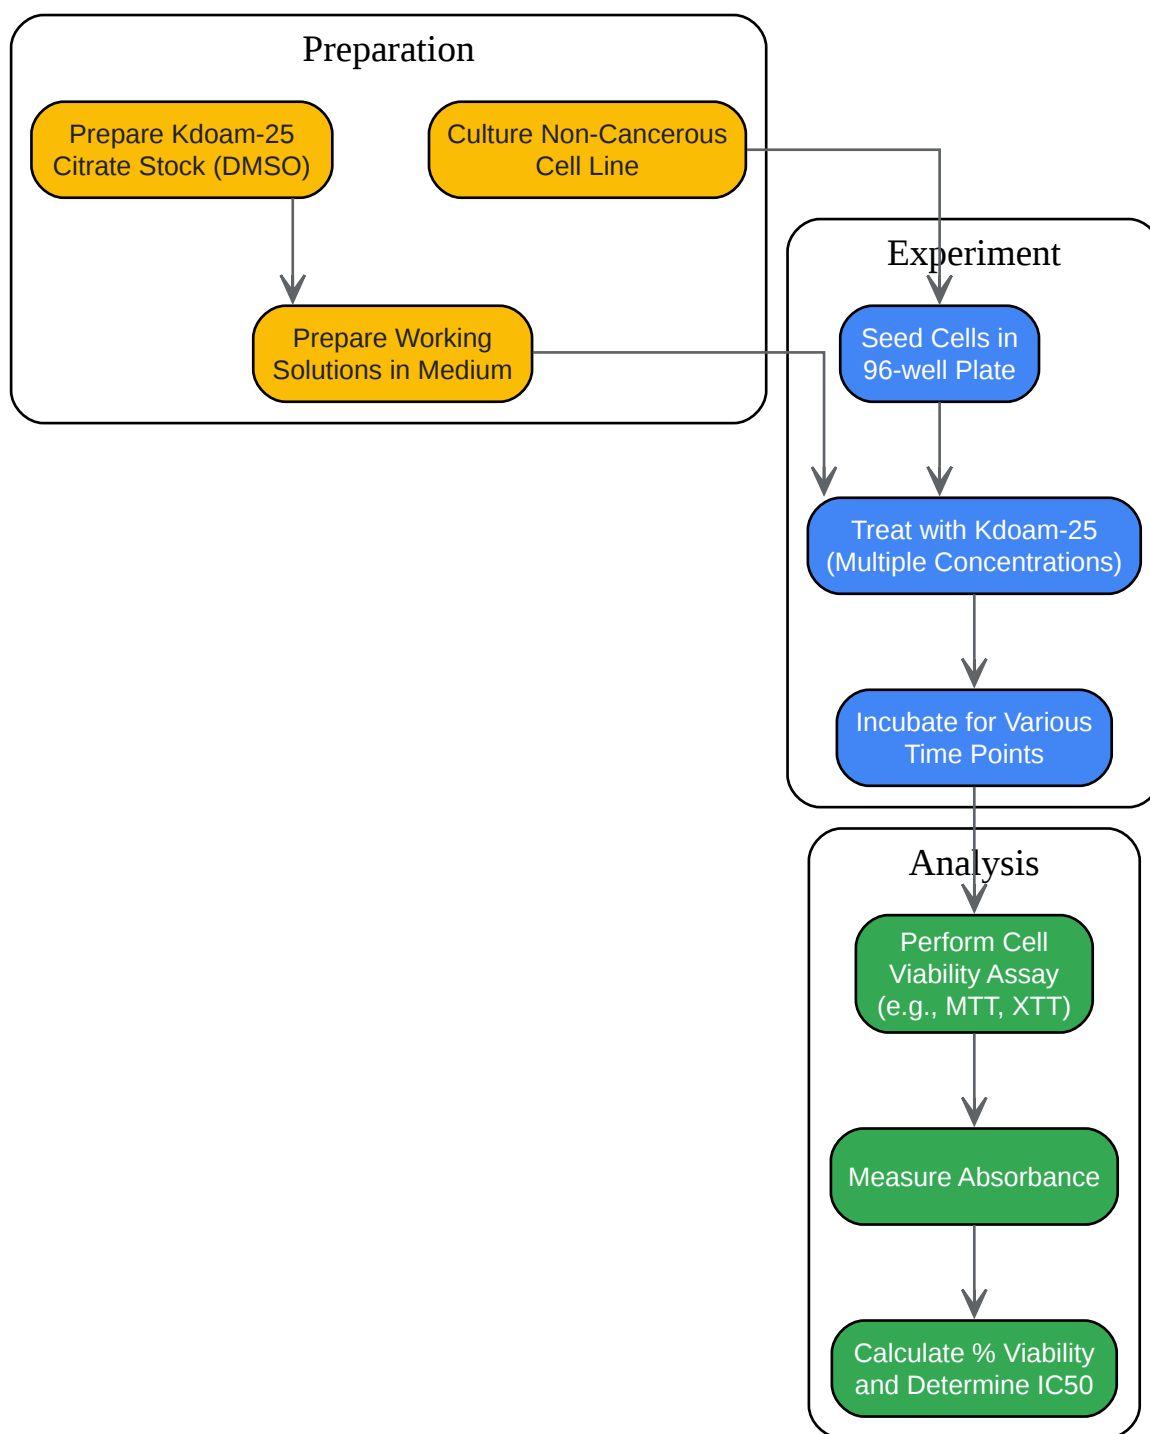 Preparation
Prepare Kdoam-25
Citrate Stock (DMSO)
Culture Non-Cancerous
Cell Line
Prepare Working
Solutions in Medium
Experiment
Seed Cells in
96-well Plate
Treat with Kdoam-25
(Multiple Concentrations)
Incubate for Various
Time Points
Analysis
Perform Cell
Viability Assay
(e.g., MTT, XTT)
Measure Absorbance
Calculate % Viability
and Determine IC50